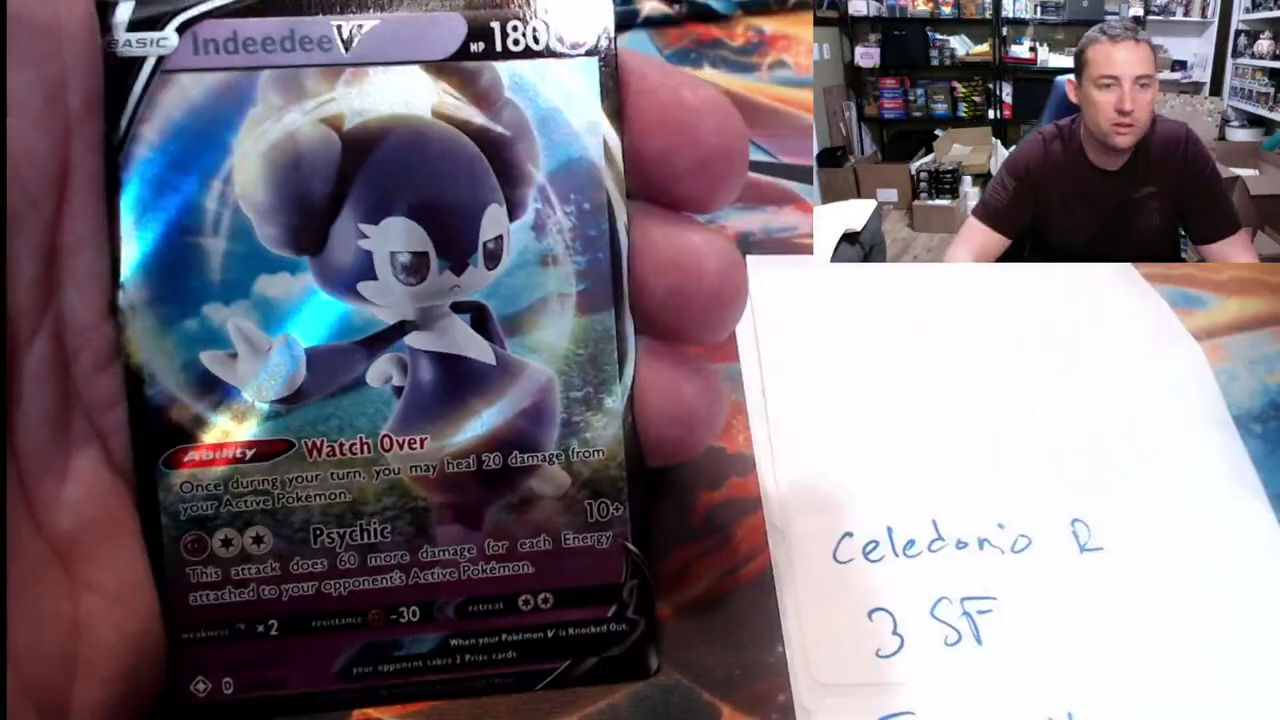 BASIC Indeedee V HP 180
Ability Watch Over
Once during your turn, you may heal 20 damage from
your Active Pokémon.
Psychic 10+
This attack does 60 more damage for each Energy
attached to your opponent's Active Pokémon.
weakness ×2 resistance -30 retreat
When your Pokémon V is Knocked Out,
your opponent takes 2 Prize cards
D
Celedonio R
3 SF